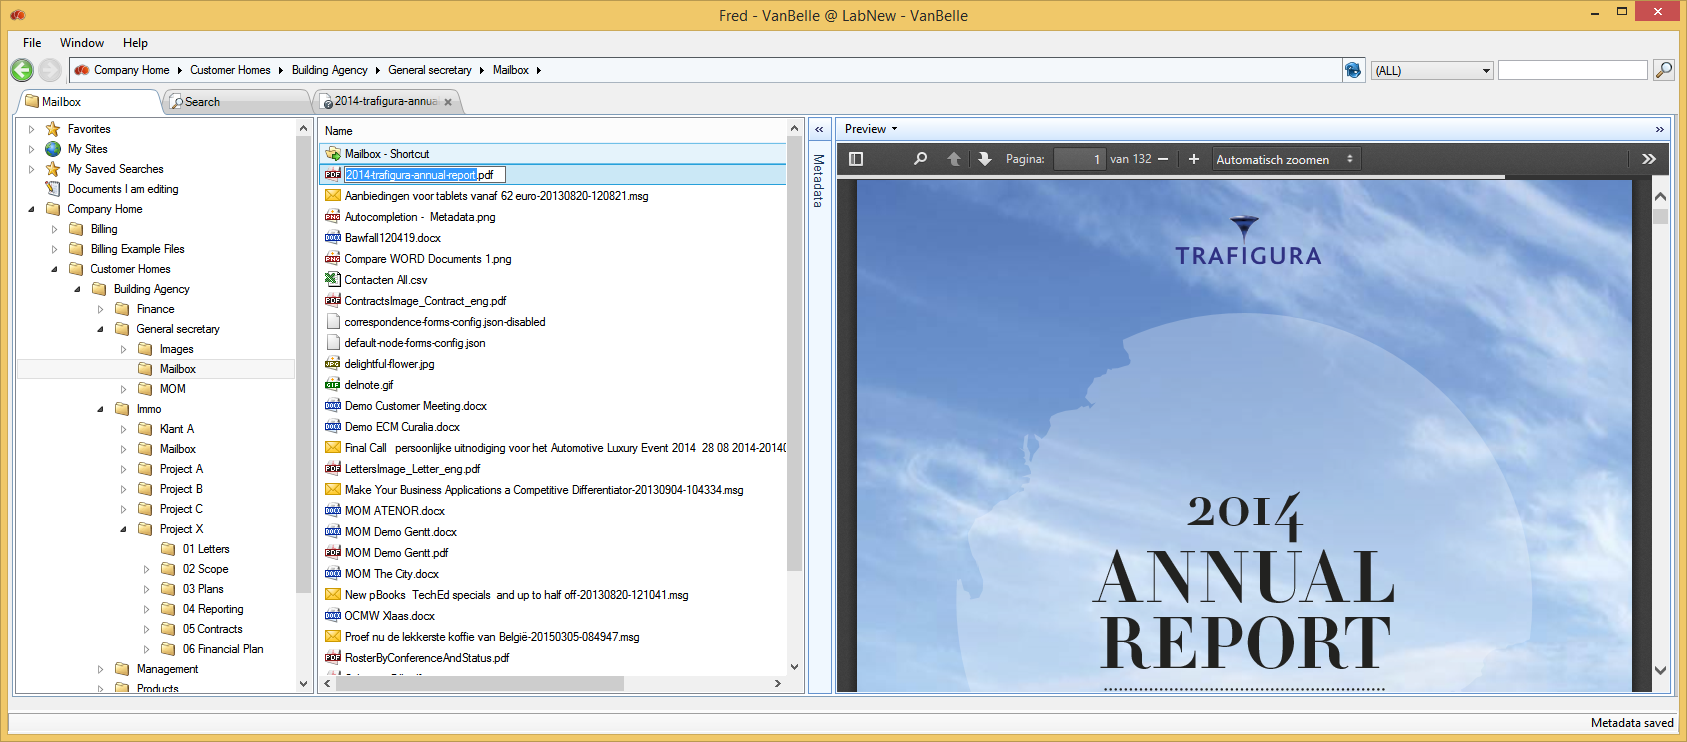 Fred - VanBelle @ LabNew - VanBelle
File Window Help
Company Home Customer Homes Building Agency General secretary Mailbox
(ALL)
Mailbox
Search
2014-trafigura-annua
Favorites
My Sites
My Saved Searches
Documents I am editing
Company Home
Billing
Billing Example Files
Customer Homes
Building Agency
Finance
General secretary
Images
Mailbox
MOM
Immo
Klant A
Mailbox
Project A
Project B
Project C
Project X
01 Letters
02 Scope
03 Plans
04 Reporting
05 Contracts
06 Financial Plan
Management
Products
Name
Mailbox - Shortcut
2014-trafigura-annual-report.pdf
Aanbiedingen voor tablets vanaf 62 euro-20130820-120821.msg
Autocompletion - Metadata.png
Bawfall120419.docx
Compare WORD Documents 1.png
Contacten All.csv
ContractsImage_Contract_eng.pdf
correspondence-forms-config.json-disabled
default-node-forms-config.json
delightful-flower.jpg
delnote.gif
Demo Customer Meeting.docx
Demo ECM Curalia.docx
Final Call persoonlijke uitnodiging voor het Automotive Luxury Event 2014 28 08 2014-20140
LettersImage_Letter_eng.pdf
Make Your Business Applications a Competitive Differentiator-20130904-104334.msg
MOM ATENOR.docx
MOM Demo Gentt.docx
MOM Demo Gentt.pdf
MOM The City.docx
New pBooks TechEd specials and up to half off-20130820-121041.msg
OCMW Xlaas.docx
Proef nu de lekkerste koffie van België-20150305-084947.msg
RosterByConferenceAndStatus.pdf
Metadata
Preview
Pagina: 1 van 132
Automatisch zoomen
TRAFIGURA
2014
ANNUAL
REPORT
Metadata saved